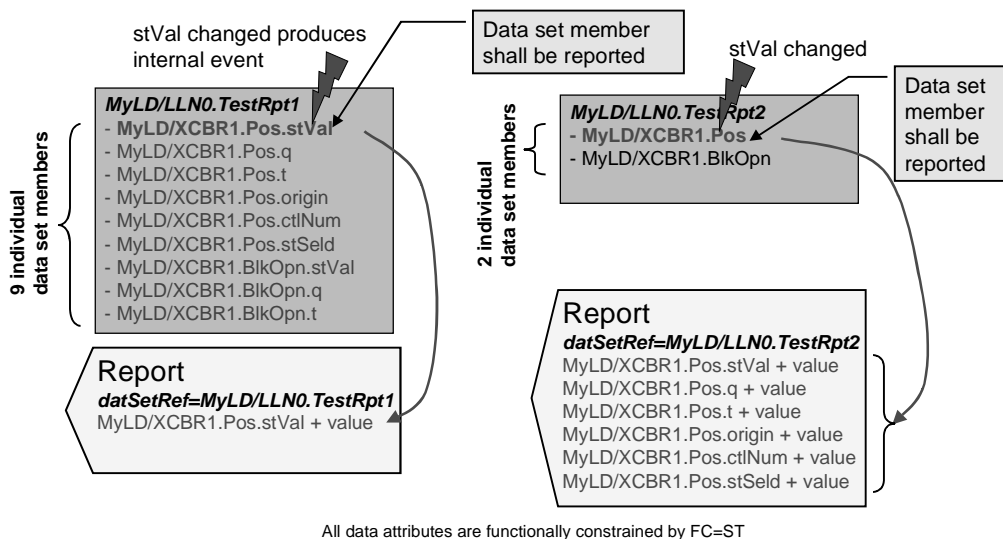 stVal changed produces
internal event
Data set member
shall be reported
MyLD/LLN0.TestRpt1
- MyLD/XCBR1.Pos.stVal
- MyLD/XCBR1.Pos.q
- MyLD/XCBR1.Pos.t
- MyLD/XCBR1.Pos.origin
- MyLD/XCBR1.Pos.ctlNum
- MyLD/XCBR1.Pos.stSeld
- MyLD/XCBR1.BlkOpn.stVal
- MyLD/XCBR1.BlkOpn.q
- MyLD/XCBR1.BlkOpn.t
9 individual
data set members
Report
datSetRef=MyLD/LLN0.TestRpt1
MyLD/XCBR1.Pos.stVal + value
stVal changed
Data set
member
shall be
reported
MyLD/LLN0.TestRpt2
- MyLD/XCBR1.Pos
- MyLD/XCBR1.BlkOpn
2 individual
data set members
Report
datSetRef=MyLD/LLN0.TestRpt2
MyLD/XCBR1.Pos.stVal + value
MyLD/XCBR1.Pos.q + value
MyLD/XCBR1.Pos.t + value
MyLD/XCBR1.Pos.origin + value
MyLD/XCBR1.Pos.ctlNum + value
MyLD/XCBR1.Pos.stSeld + value
All data attributes are functionally constrained by FC=ST